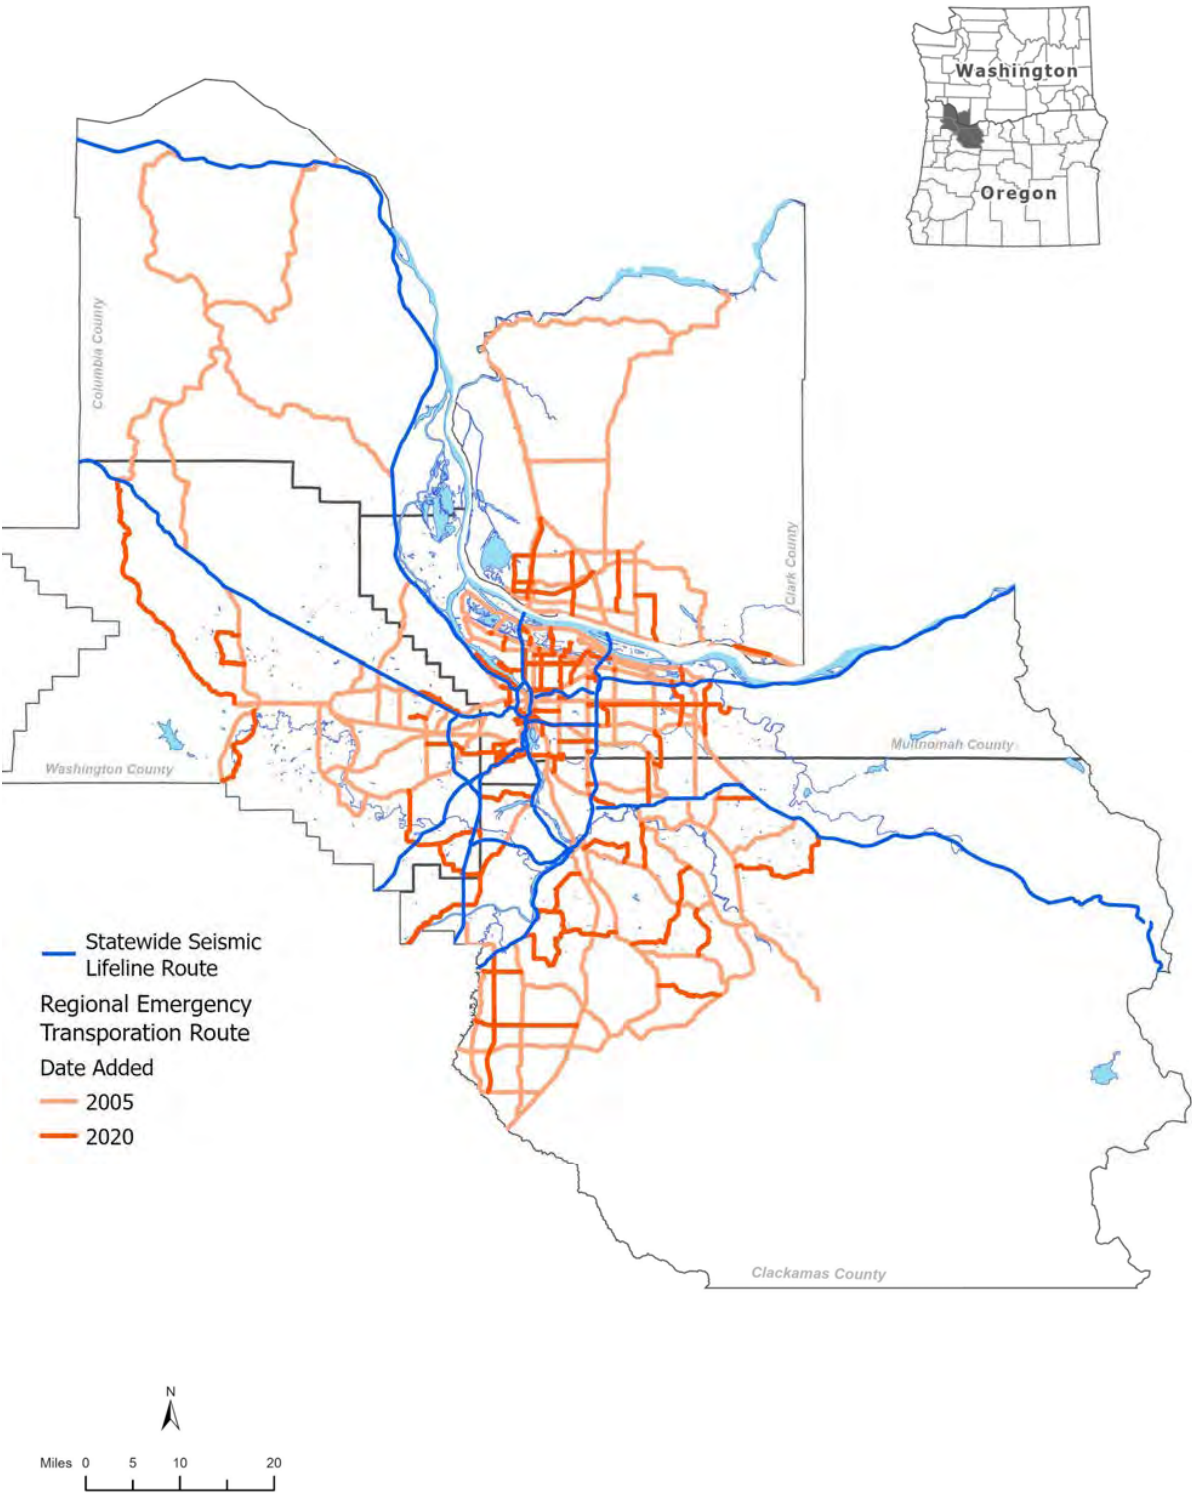 Washington
Oregon
Columbia County
Clark County
Multnomah County
Washington County
Statewide Seismic
Lifeline Route
Regional Emergency
Transporation Route
Date Added
2005
2020
Clackamas County
N
Miles 0 5 10 20